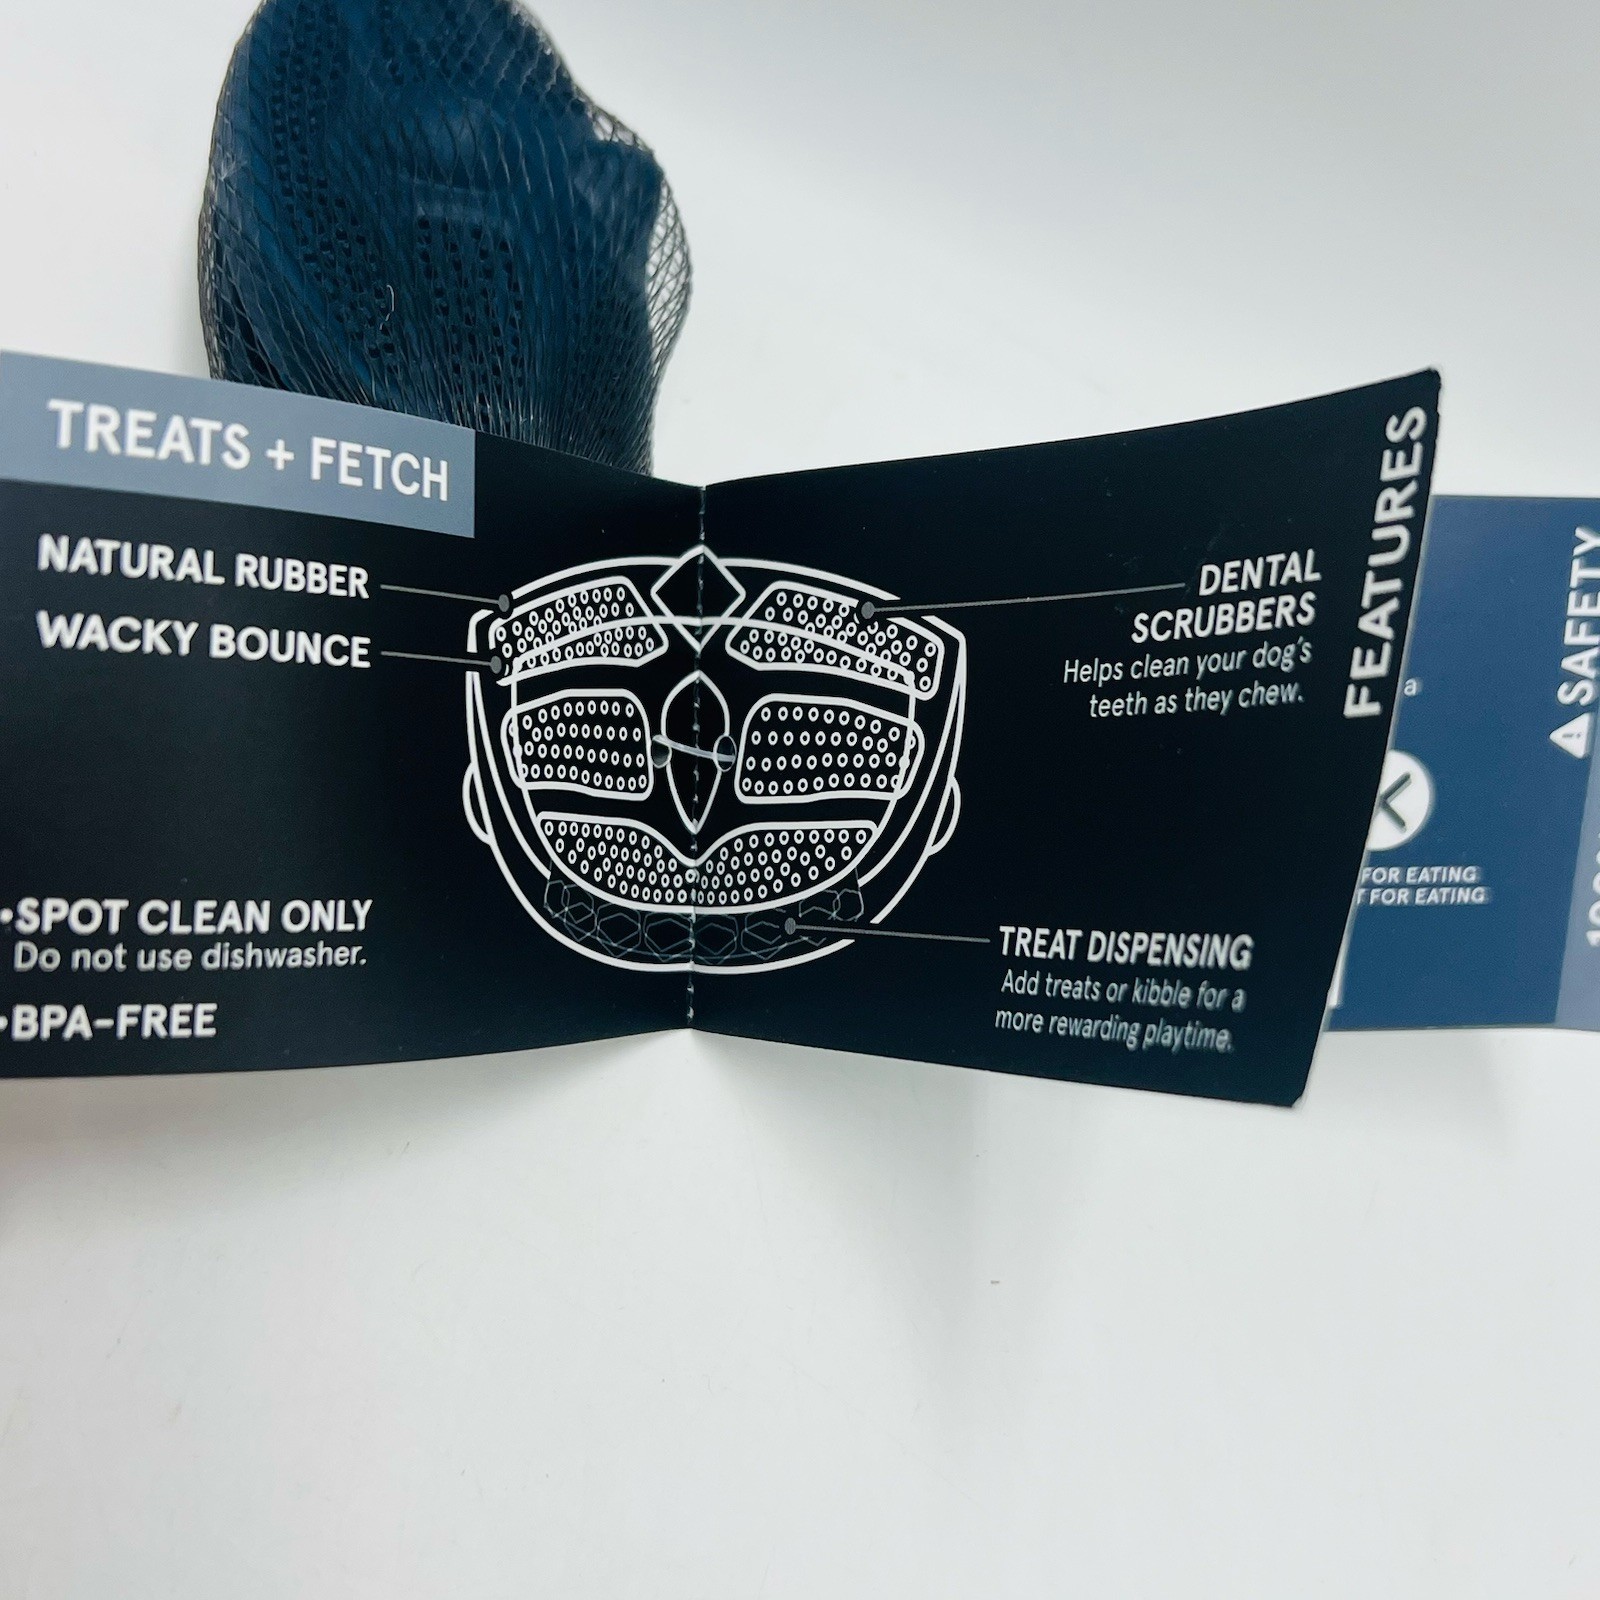 TREATS + FETCH
NATURAL RUBBER
WACKY BOUNCE
•SPOT CLEAN ONLY
Do not use dishwasher.
•BPA-FREE
DENTAL
SCRUBBERS
Helps clean your dog's
teeth as they chew.
TREAT DISPENSING
Add treats or kibble for a
more rewarding playtime.
FEATURES
a
FOR EATING
FOR EATING
SAFETY